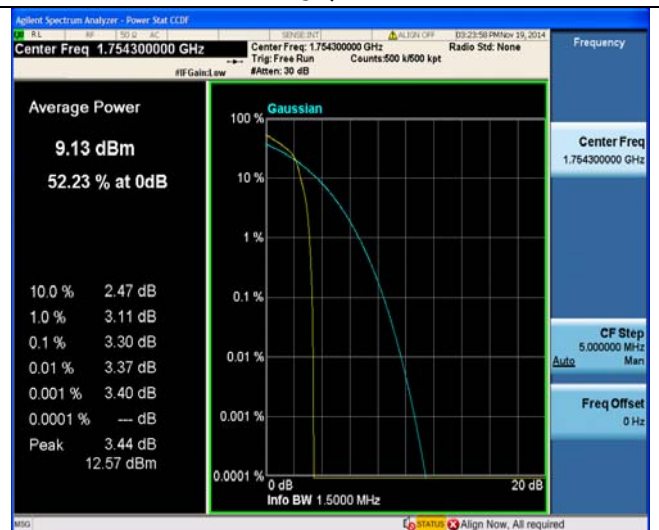 Agilent Spectrum Analyzer - Power Stat CCDF
RL RF 50 Ω AC SENSE:INT ALIGN OFF 03:23:58 PM Nov 19, 2014
Center Freq 1.754300000 GHz
Center Freq: 1.754300000 GHz Radio Std: None
Trig: Free Run Counts:500 k/500 kpt
#IFGain:Low #Atten: 30 dB
Frequency
Average Power
9.13 dBm
52.23 % at 0dB
10.0 % 2.47 dB
1.0 % 3.11 dB
0.1 % 3.30 dB
0.01 % 3.37 dB
0.001 % 3.40 dB
0.0001 % --- dB
Peak 3.44 dB
12.57 dBm
Gaussian
100 %
10 %
1 %
0.1 %
0.01 %
0.001 %
0.0001 %
0 dB 20 dB
Info BW 1.5000 MHz
Center Freq
1.754300000 GHz
CF Step
5.000000 MHz
Auto Man
Freq Offset
0 Hz
MSG STATUS Align Now, All required